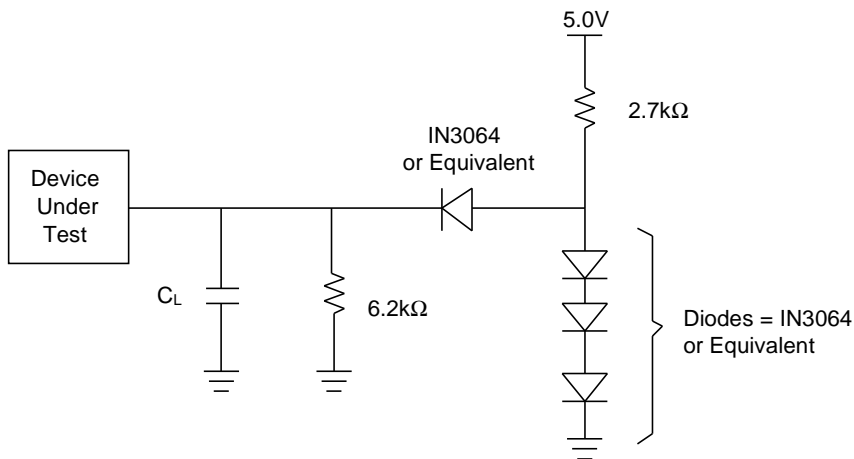 5.0V
2.7kΩ
IN3064
or Equivalent
Device
Under
Test
CL
6.2kΩ
Diodes = IN3064
or Equivalent